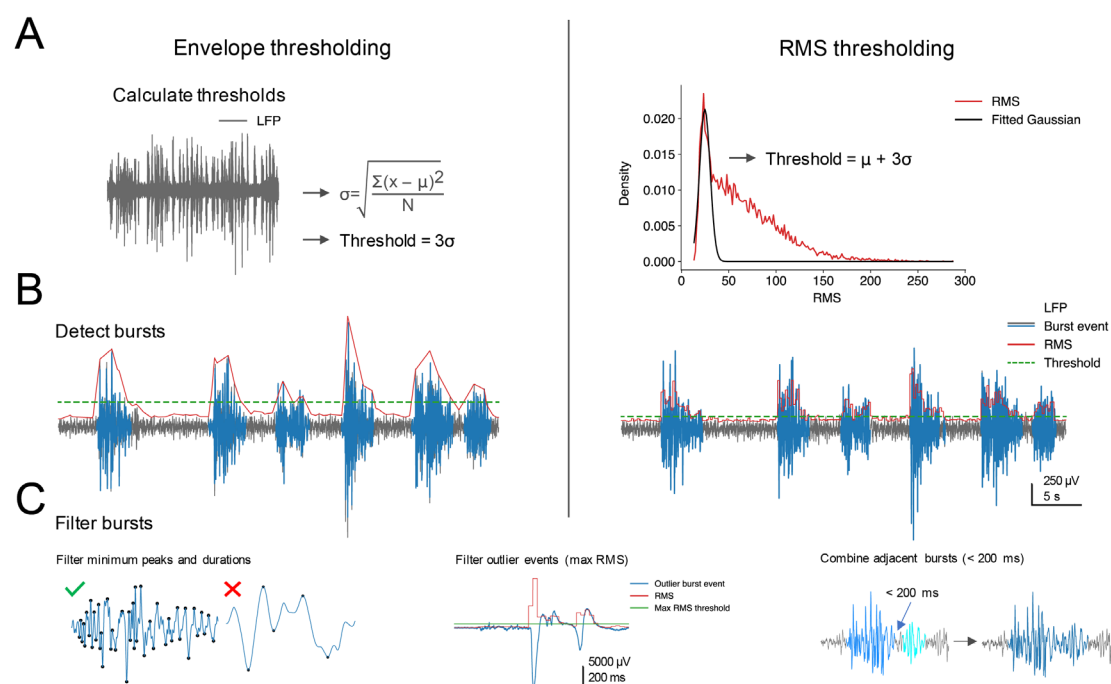 A
Envelope thresholding
Calculate thresholds
LFP
σ=√(Σ(x − μ)²/N)
Threshold = 3σ
RMS thresholding
RMS
Fitted Gaussian
Threshold = μ + 3σ
Density
0.020
0.015
0.010
0.005
0.000
0 50 100 150 200 250 300
RMS
B
Detect bursts
LFP
Burst event
RMS
Threshold
250 μV
5 s
C
Filter bursts
Filter minimum peaks and durations
Filter outlier events (max RMS)
Outlier burst event
RMS
Max RMS threshold
5000 μV
200 ms
Combine adjacent bursts (< 200 ms)
< 200 ms